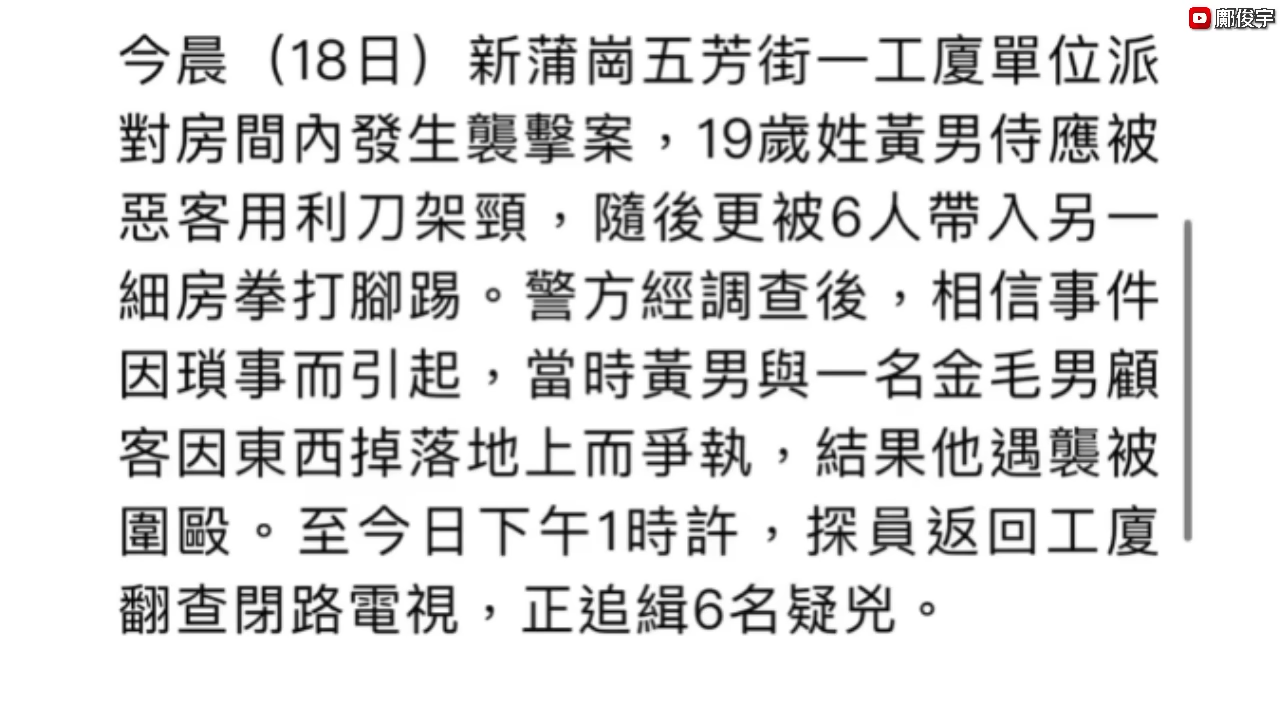 鄺俊宇
今晨（18日）新蒲崗五芳街一工廈單位派
對房間內發生襲擊案，19歲姓黃男侍應被
惡客用利刀架頸，隨後更被6人帶入另一
細房拳打腳踢。警方經調查後，相信事件
因瑣事而引起，當時黃男與一名金毛男顧
客因東西掉落地上而爭執，結果他遇襲被
圍毆。至今日下午1時許，探員返回工廈
翻查閉路電視，正追緝6名疑兇。